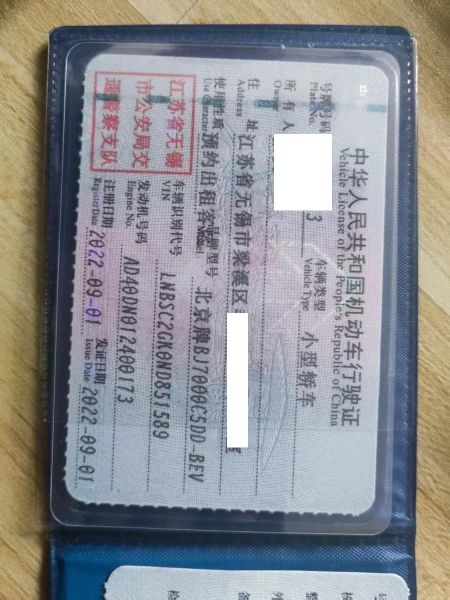 中华人民共和国机动车行驶证
Vehicle License of the People's Republic of China
号牌号码 3 车辆类型 小型轿车
Plate No. Vehicle Type
所有人
Owner
住址 江苏省无锡市梁溪区
Address
使用性质 预约出租客 品牌型号 北京牌BJ7000C5DD-BEV
Use Character Model
江苏省无锡
市公安局交
通警察支队
车辆识别代号 LNBSC2GK0ND851589
VIN
发动机号码 AD48DN012400173
Engine No.
注册日期 2022-09-01 发证日期 2022-09-01
Register Date Issue Date